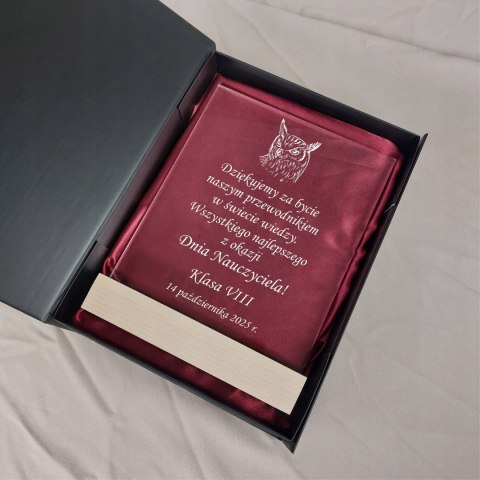 Dziękujemy za bycie
naszym przewodnikiem
w świecie wiedzy.
Wszystkiego najlepszego
z okazji
Dnia Nauczyciela!
Klasa VIII
14 października 2025 r.